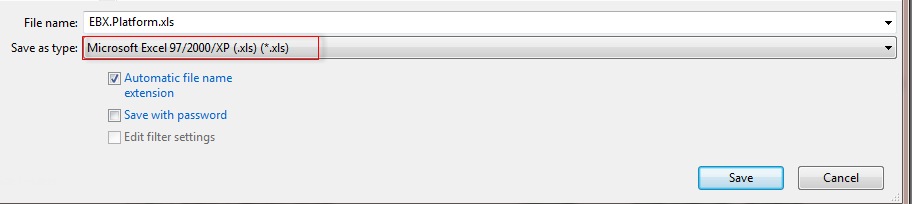 File name: EBX.Platform.xls
Save as type: Microsoft Excel 97/2000/XP (.xls) (*.xls)
Automatic file name
extension
Save with password
Edit filter settings
Save Cancel